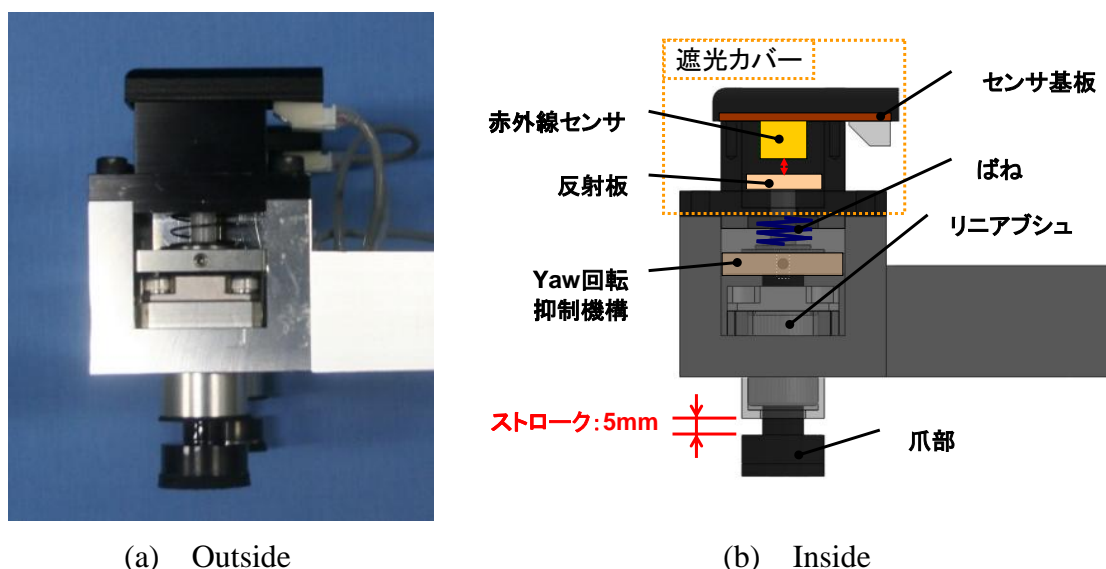 遮光カバー
センサ基板
赤外線センサ
反射板
ばね
リニアブシュ
Yaw回転
抑制機構
ストローク：5mm
爪部
(a) Outside
(b) Inside